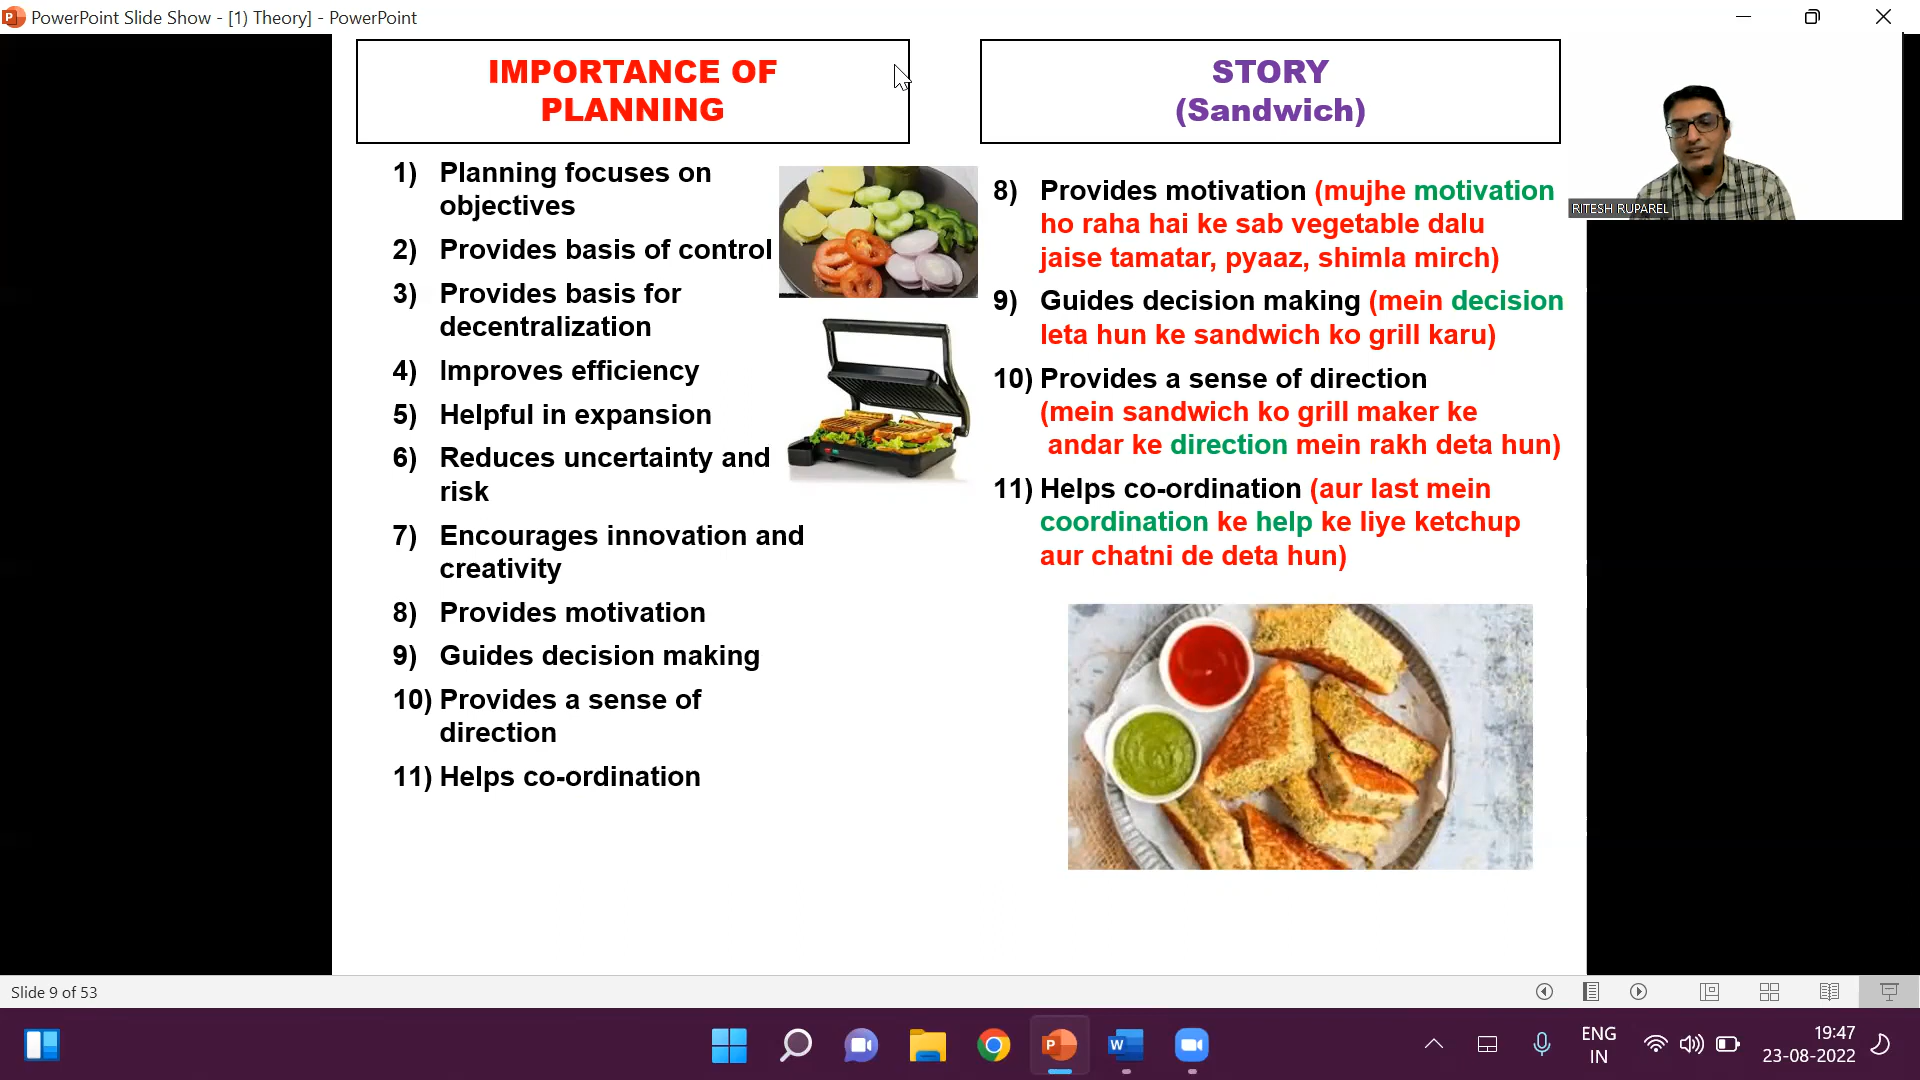 PowerPoint Slide Show - [1) Theory] - PowerPoint
IMPORTANCE OF
PLANNING
1) Planning focuses on
objectives
2) Provides basis of control
3) Provides basis for
decentralization
4) Improves efficiency
5) Helpful in expansion
6) Reduces uncertainty and
risk
7) Encourages innovation and
creativity
8) Provides motivation
9) Guides decision making
10) Provides a sense of
direction
11) Helps co-ordination
STORY
(Sandwich)
8) Provides motivation (mujhe motivation
ho raha hai ke sab vegetable dalu
jaise tamatar, pyaaz, shimla mirch)
9) Guides decision making (mein decision
leta hun ke sandwich ko grill karu)
10) Provides a sense of direction
(mein sandwich ko grill maker ke
andar ke direction mein rakh deta hun)
11) Helps co-ordination (aur last mein
coordination ke help ke liye ketchup
aur chatni de deta hun)
RITESH RUPAREL
Slide 9 of 53
ENG
IN
19:47
23-08-2022